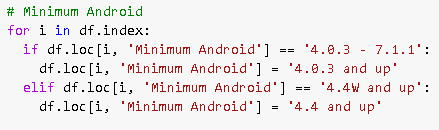 # Minimum Android
for i in df.index:
  if df.loc[i, 'Minimum Android'] == '4.0.3 - 7.1.1':
    df.loc[i, 'Minimum Android'] = '4.0.3 and up'
  elif df.loc[i, 'Minimum Android'] == '4.4W and up':
    df.loc[i, 'Minimum Android'] = '4.4 and up'